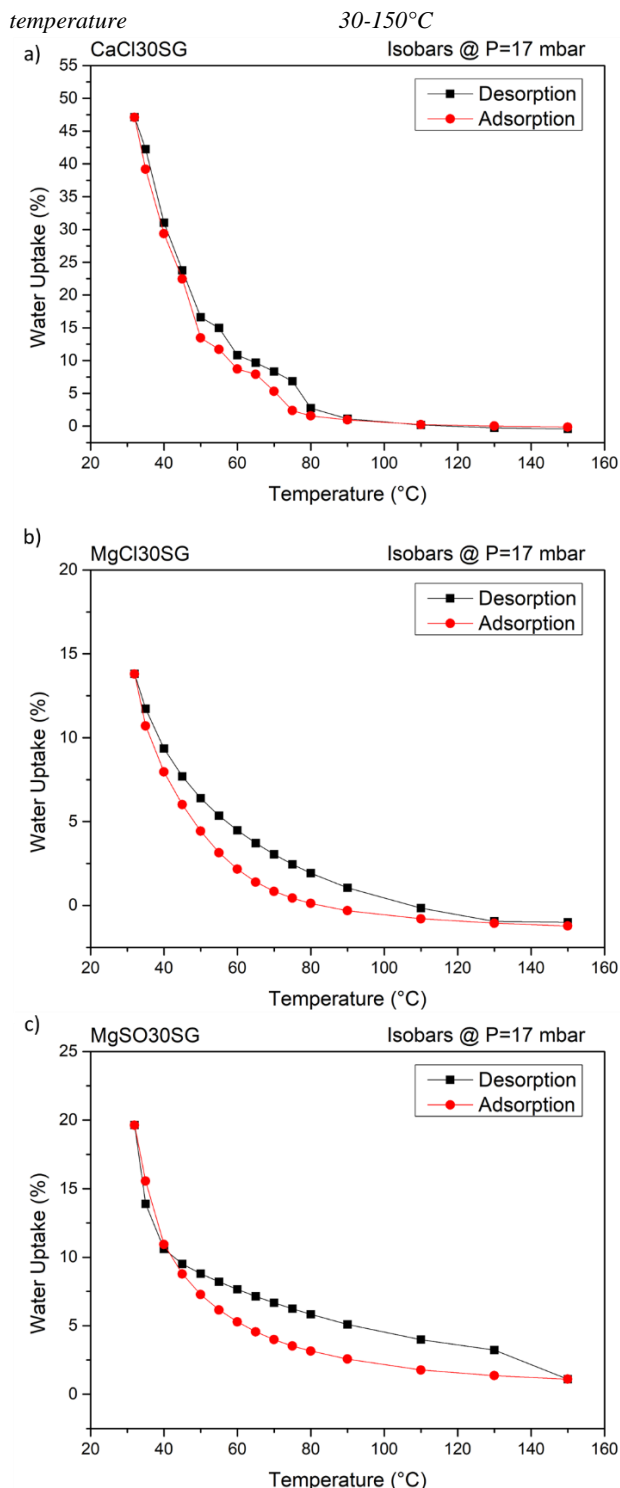 temperature 30-150°C
a) CaCl30SG Isobars @ P=17 mbar
55
50
45
40
35
30
25
20
15
10
5
0
Water Uptake (%)
Desorption
Adsorption
20 40 60 80 100 120 140 160
Temperature (°C)
b) MgCl30SG Isobars @ P=17 mbar
20
15
10
5
0
Water Uptake (%)
Desorption
Adsorption
20 40 60 80 100 120 140 160
Temperature (°C)
c) MgSO30SG Isobars @ P=17 mbar
25
20
15
10
5
0
Water Uptake (%)
Desorption
Adsorption
20 40 60 80 100 120 140 160
Temperature (°C)